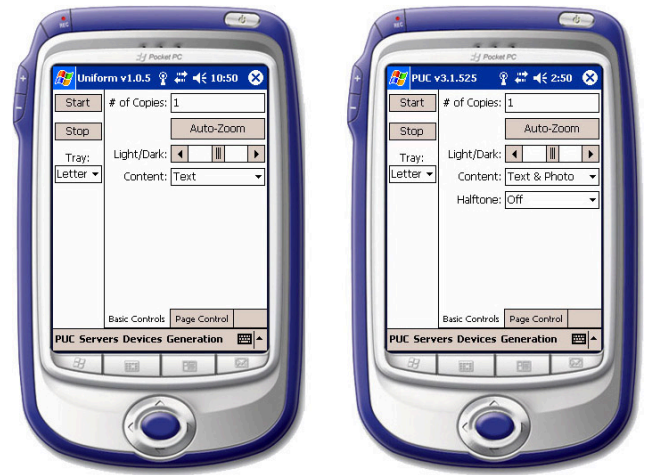 REC
Pocket PC
Uniform v1.0.5 10:50
Start
# of Copies: 1
Stop
Auto-Zoom
Tray:
Light/Dark:
Letter
Content: Text
Basic Controls Page Control
PUC Servers Devices Generation
REC
Pocket PC
PUC v3.1.525 2:50
Start
# of Copies: 1
Stop
Auto-Zoom
Tray:
Light/Dark:
Letter
Content: Text & Photo
Halftone: Off
Basic Controls Page Control
PUC Servers Devices Generation